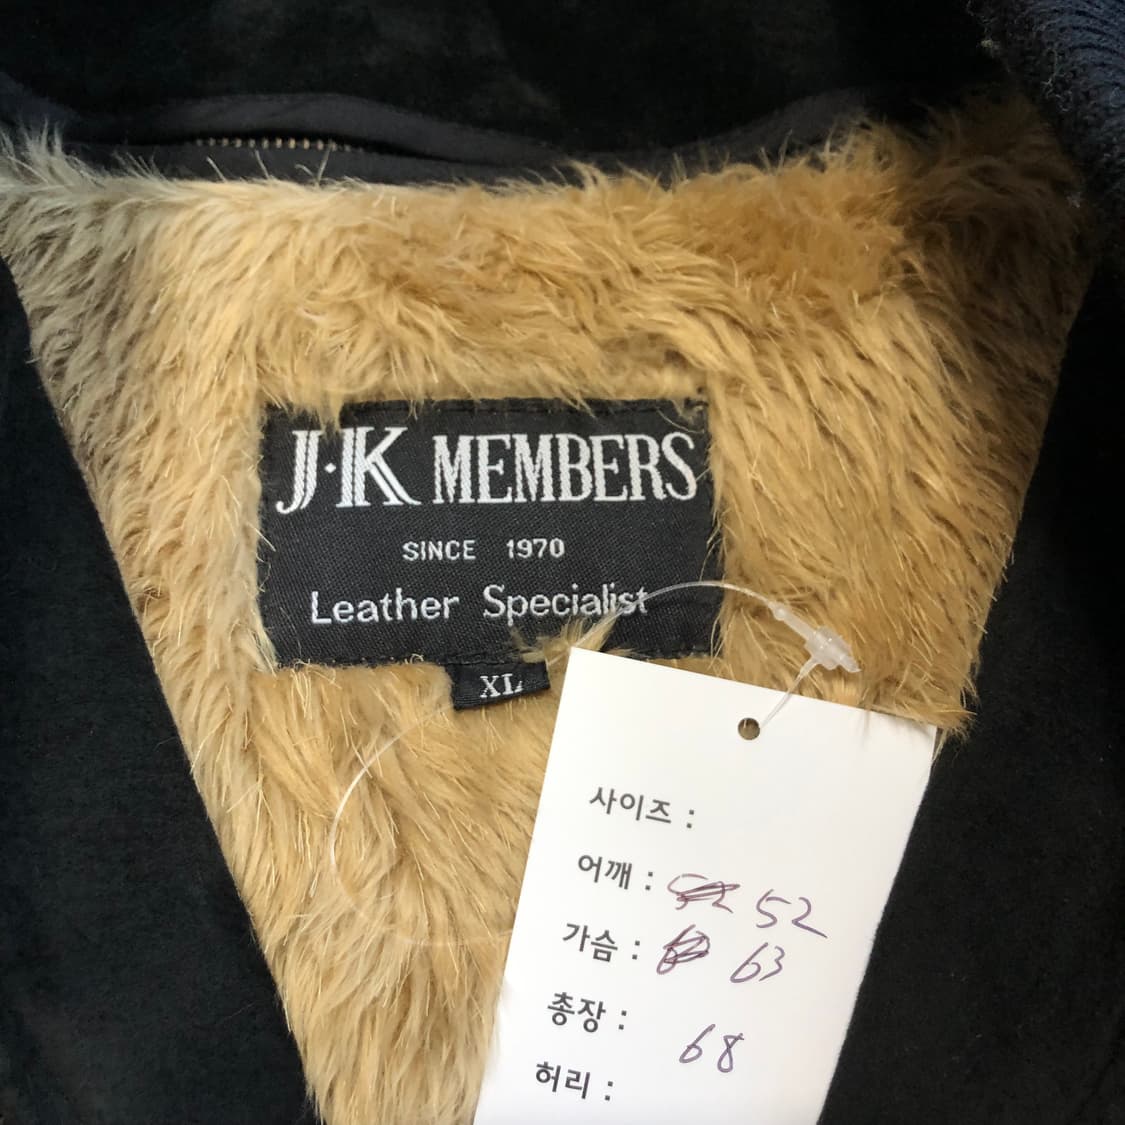 J·K MEMBERS
SINCE 1970
Leather Specialist
XL
사이즈 :
어깨 : 52
가슴 : 63
총장 : 68
허리 :